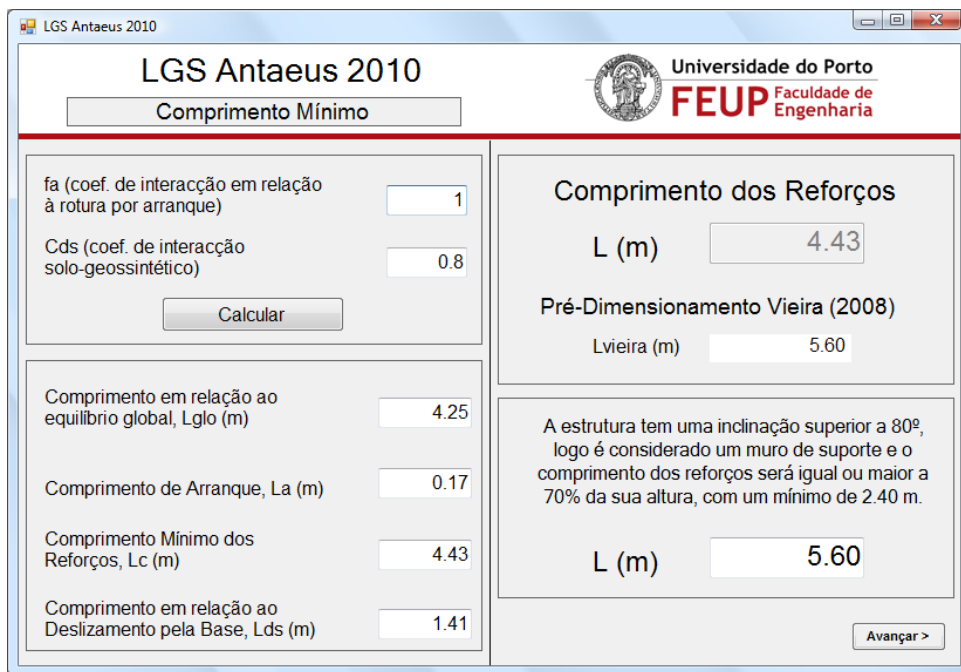 LGS Antaeus 2010
LGS Antaeus 2010
Comprimento Mínimo
Universidade do Porto
FEUP Faculdade de
Engenharia
fa (coef. de interacção em relação
à rotura por arranque)
1
Cds (coef. de interacção
solo-geossintético)
0.8
Calcular
Comprimento em relação ao
equilíbrio global, Lglo (m)
4.25
Comprimento de Arranque, La (m)
0.17
Comprimento Mínimo dos
Reforços, Lc (m)
4.43
Comprimento em relação ao
Deslizamento pela Base, Lds (m)
1.41
Comprimento dos Reforços
L (m)
4.43
Pré-Dimensionamento Vieira (2008)
Lvieira (m)
5.60
A estrutura tem uma inclinação superior a 80º,
logo é considerado um muro de suporte e o
comprimento dos reforços será igual ou maior a
70% da sua altura, com um mínimo de 2.40 m.
L (m)
5.60
Avançar >